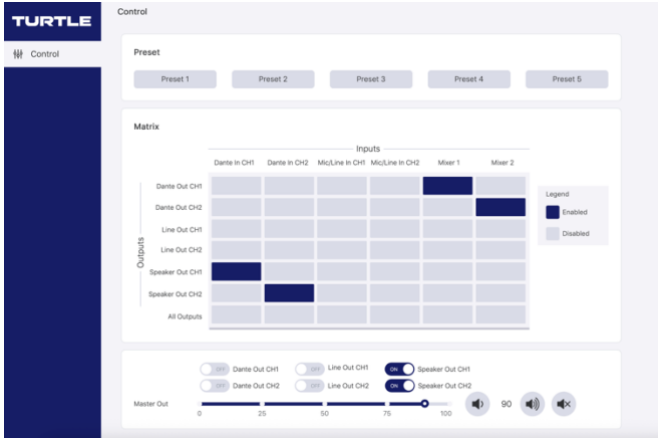 TURTLE
Control
Control
Preset
Preset 1 Preset 2 Preset 3 Preset 4 Preset 5
Matrix
Inputs
Dante In CH1 Dante In CH2 Mic/Line In CH1 Mic/Line In CH2 Mixer 1 Mixer 2
Outputs
Dante Out CH1
Dante Out CH2
Line Out CH1
Line Out CH2
Speaker Out CH1
Speaker Out CH2
All Outputs
Legend
Enabled
Disabled
OFF Dante Out CH1 OFF Line Out CH1 ON Speaker Out CH1
OFF Dante Out CH2 OFF Line Out CH2 ON Speaker Out CH2
Master Out 90
0 25 50 75 100